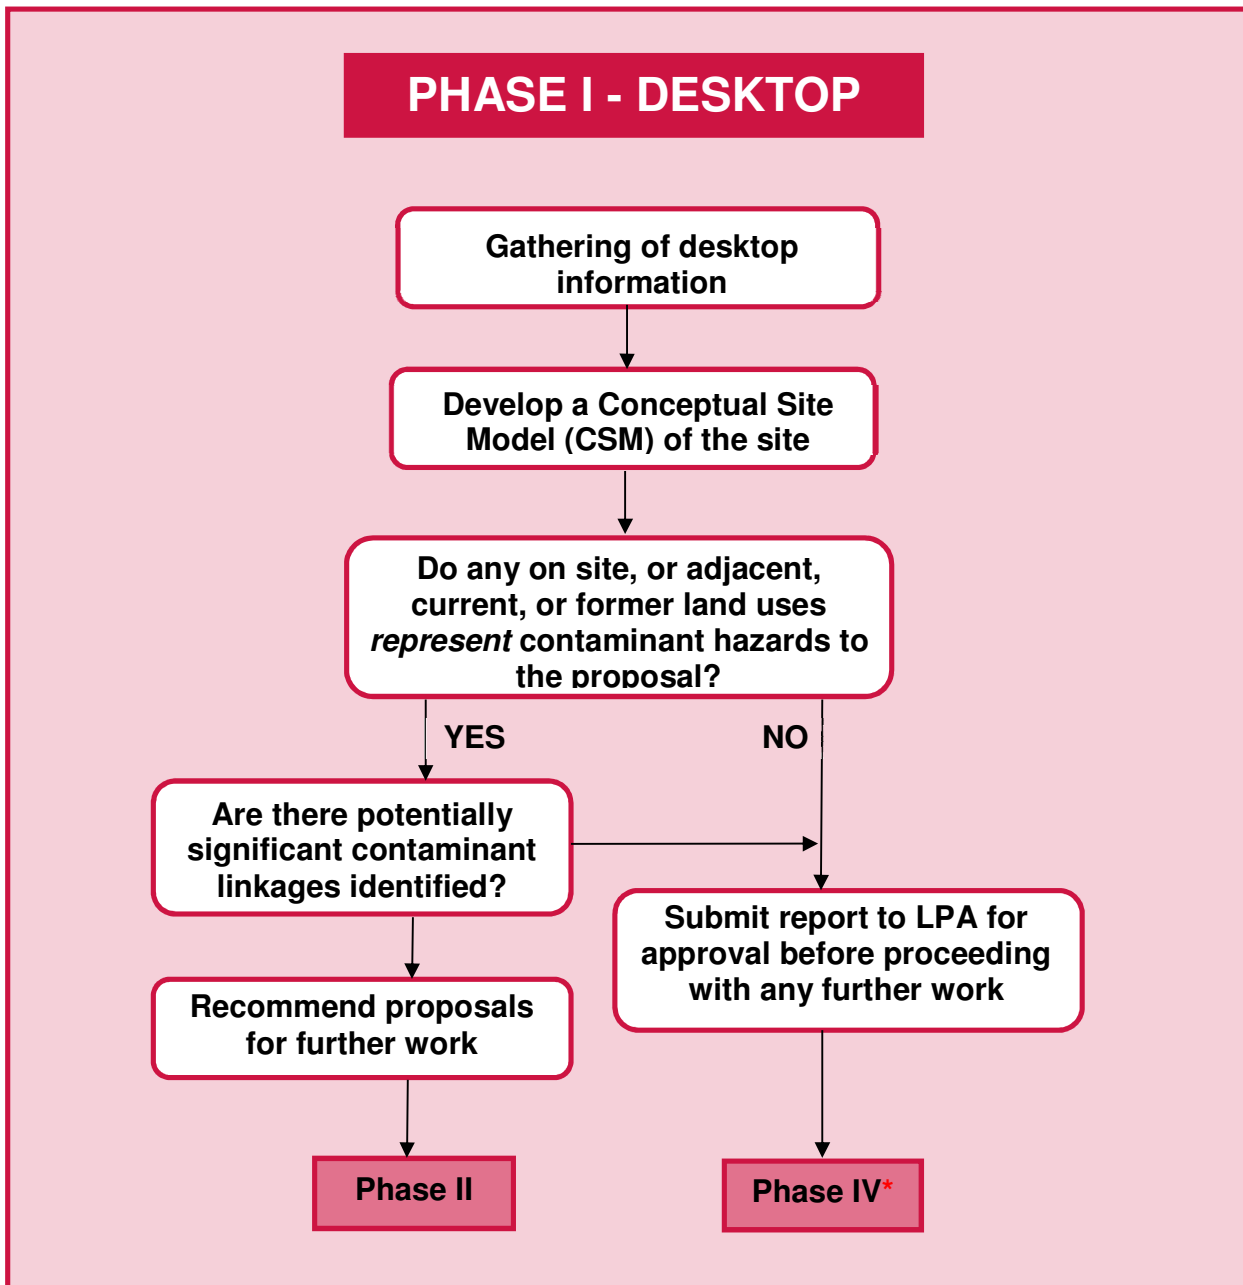 PHASE I - DESKTOP
Gathering of desktop
information
Develop a Conceptual Site
Model (CSM) of the site
Do any on site, or adjacent,
current, or former land uses
represent contaminant hazards to
the proposal?
YES
NO
Are there potentially
significant contaminant
linkages identified?
Submit report to LPA for
approval before proceeding
with any further work
Recommend proposals
for further work
Phase II
Phase IV*